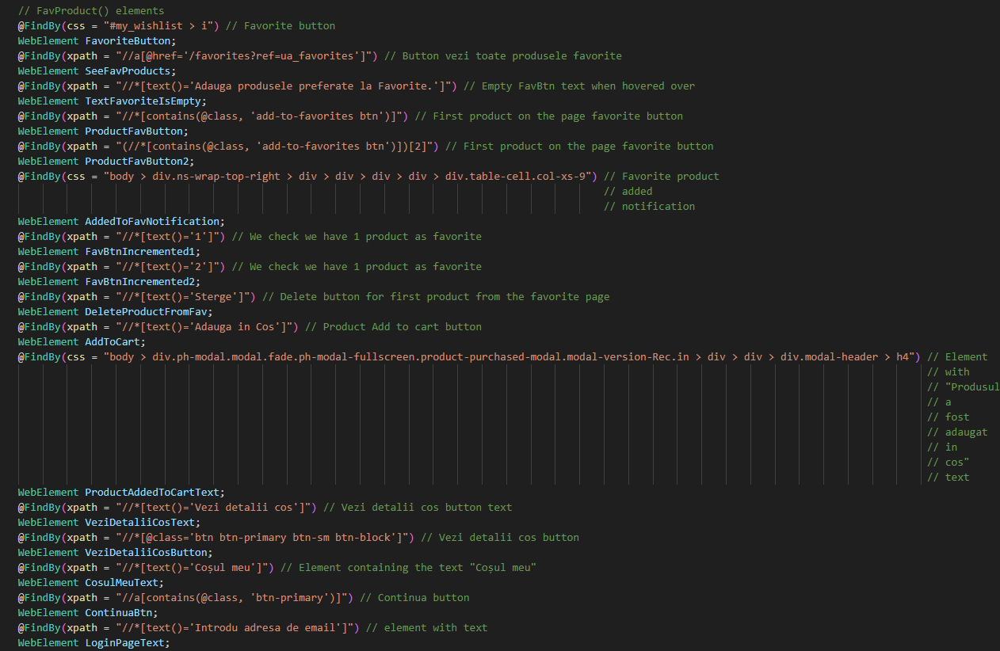 // FavProduct() elements
@FindBy(css = "#my_wishlist > i") // Favorite button
WebElement FavoriteButton;
@FindBy(xpath = "//a[@href='/favorites?ref=ua_favorites']") // Button vezi toate produsele favorite
WebElement SeeFavProducts;
@FindBy(xpath = "//*[text()='Adauga produsele preferate la Favorite.']") // Empty FavBtn text when hovered over
WebElement TextFavoriteIsEmpty;
@FindBy(xpath = "//*[contains(@class, 'add-to-favorites btn')]") // First product on the page favorite button
WebElement ProductFavButton;
@FindBy(xpath = "(//*[contains(@class, 'add-to-favorites btn')])[2]") // First product on the page favorite button
WebElement ProductFavButton2;
@FindBy(css = "body > div.ns-wrap-top-right > div > div > div > div > div.table-cell.col-xs-9") // Favorite product
// added
// notification
WebElement AddedToFavNotification;
@FindBy(xpath = "//*[text()='1']") // We check we have 1 product as favorite
WebElement FavBtnIncremented1;
@FindBy(xpath = "//*[text()='2']") // We check we have 1 product as favorite
WebElement FavBtnIncremented2;
@FindBy(xpath = "//*[text()='Sterge']") // Delete button for first product from the favorite page
WebElement DeleteProductFromFav;
@FindBy(xpath = "//*[text()='Adauga in Cos']") // Product Add to cart button
WebElement AddToCart;
@FindBy(css = "body > div.ph-modal.modal.fade.ph-modal-fullscreen.product-purchased-modal.modal-version-Rec.in > div > div > div.modal-header > h4") // Element
// with
// "Produsul
// a
// fost
// adaugat
// in
// cos"
// text
WebElement ProductAddedToCartText;
@FindBy(xpath = "//*[text()='Vezi detalii cos']") // Vezi detalii cos button text
WebElement VeziDetaliiCosText;
@FindBy(xpath = "//*[@class='btn btn-primary btn-sm btn-block']") // Vezi detalii cos button
WebElement VeziDetaliiCosButton;
@FindBy(xpath = "//*[text()='Coșul meu']") // Element containing the text "Coșul meu"
WebElement CosulMeuText;
@FindBy(xpath = "//a[contains(@class, 'btn-primary')]") // Continua button
WebElement ContinuaBtn;
@FindBy(xpath = "//*[text()='Introdu adresa de email']") // element with text
WebElement LoginPageText;